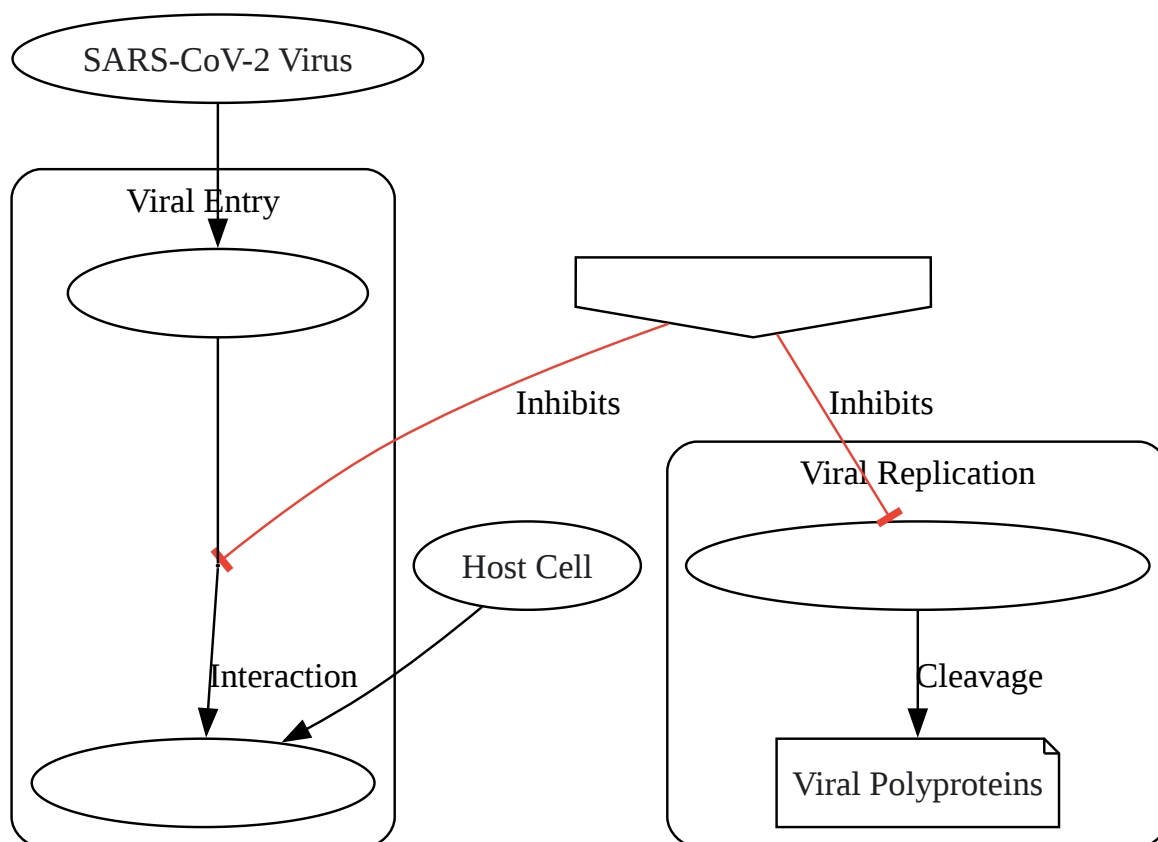 SARS-CoV-2 Virus
Viral Entry
Inhibits
Inhibits
Viral Replication
Host Cell
Interaction
Cleavage
Viral Polyproteins